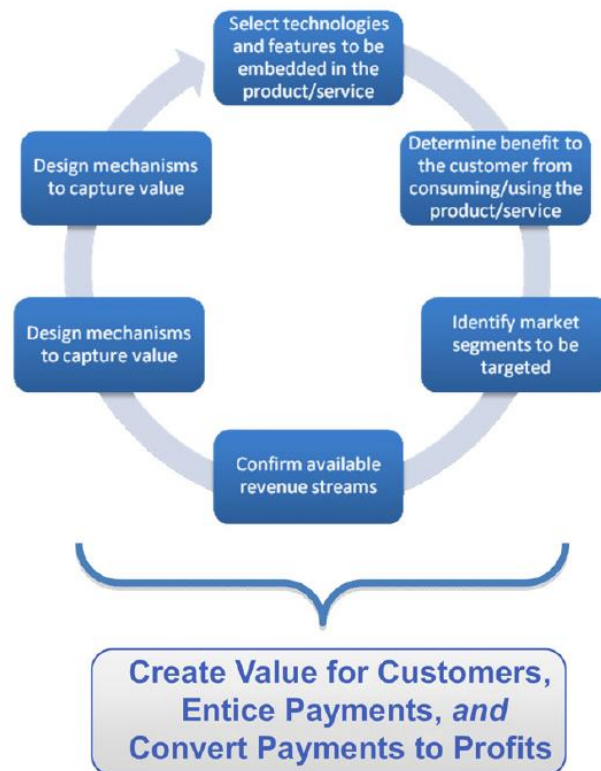 Select technologies
and features to be
embedded in the
product/service
Determine benefit to
the customer from
consuming/using the
product/service
Identify market
segments to be
targeted
Confirm available
revenue streams
Design mechanisms
to capture value
Design mechanisms
to capture value
Create Value for Customers,
Entice Payments, and
Convert Payments to Profits